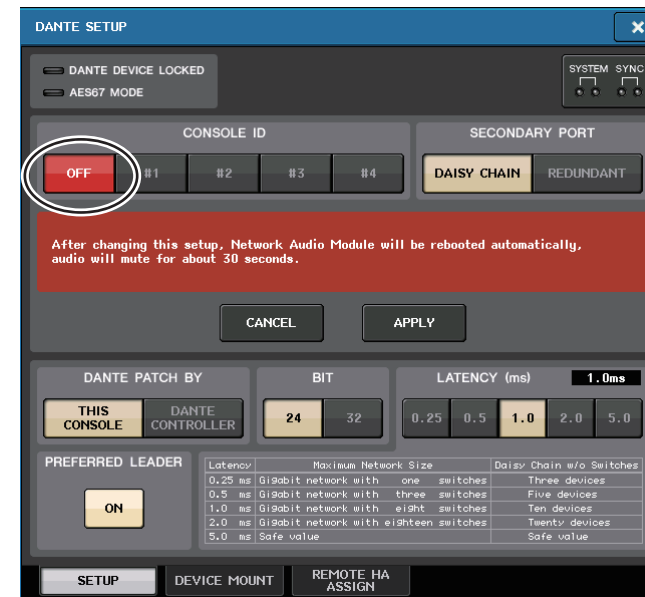 DANTE SETUP
DANTE DEVICE LOCKED
AES67 MODE
SYSTEM SYNC
CONSOLE ID
SECONDARY PORT
OFF #1 #2 #3 #4 DAISY CHAIN REDUNDANT
After changing this setup, Network Audio Module will be rebooted automatically,
audio will mute for about 30 seconds.
CANCEL APPLY
DANTE PATCH BY
BIT
LATENCY (ms) 1.0ms
THIS
CONSOLE
DANTE
CONTROLLER
24 32 0.25 0.5 1.0 2.0 5.0
PREFERRED LEADER
ON
Latency Maximum Network Size Daisy Chain w/o Switches
0.25 ms Gigabit network with one switches Three devices
0.5 ms Gigabit network with three switches Five devices
1.0 ms Gigabit network with eight switches Ten devices
2.0 ms Gigabit network with eighteen switches Twenty devices
5.0 ms Safe value Safe value
SETUP DEVICE MOUNT
REMOTE HA
ASSIGN